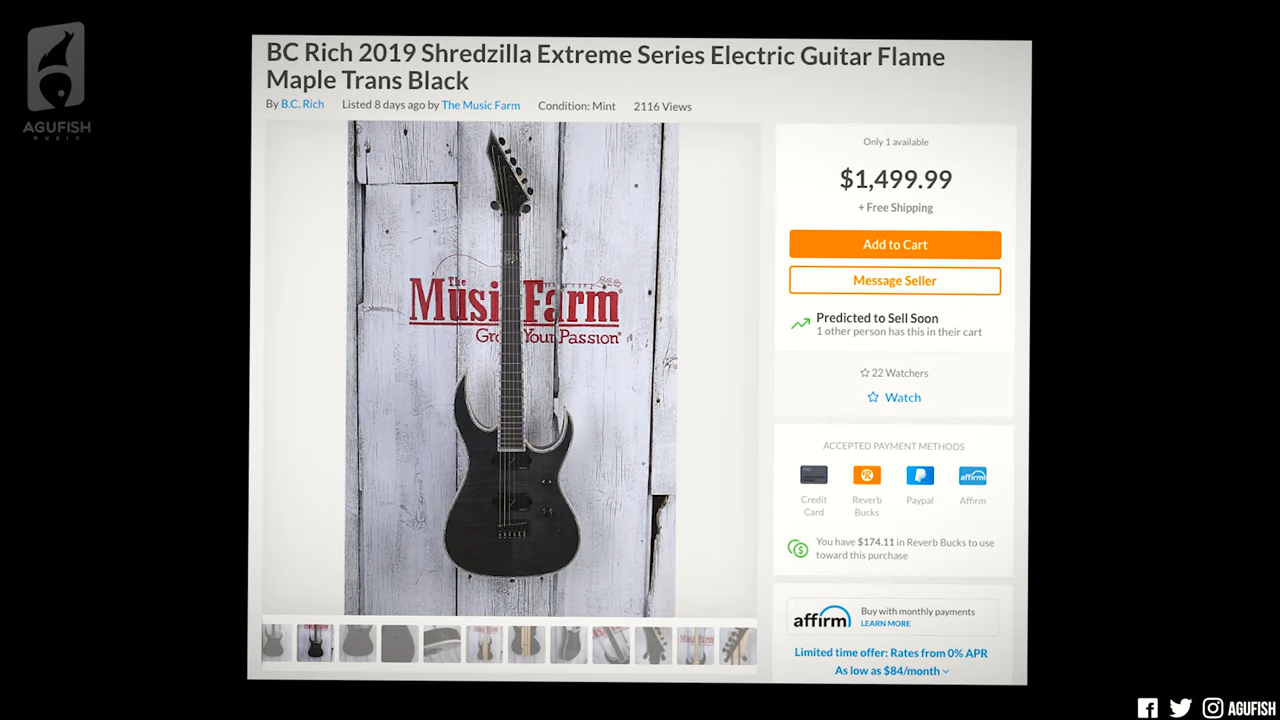 AGUFISH
MUSIC
BC Rich 2019 Shredzilla Extreme Series Electric Guitar Flame
Maple Trans Black
By B.C. Rich Listed 8 days ago by The Music Farm Condition: Mint 2116 Views
The
Music Farm
Grow Your Passion
Only 1 available
$1,499.99
+ Free Shipping
Add to Cart
Message Seller
Predicted to Sell Soon
1 other person has this in their cart
22 Watchers
Watch
ACCEPTED PAYMENT METHODS
affirm
Credit Card
Reverb Bucks
Paypal
Affirm
You have $174.11 in Reverb Bucks to use
toward this purchase
affirm
Buy with monthly payments
LEARN MORE
Limited time offer: Rates from 0% APR
As low as $84/month
AGUFISH